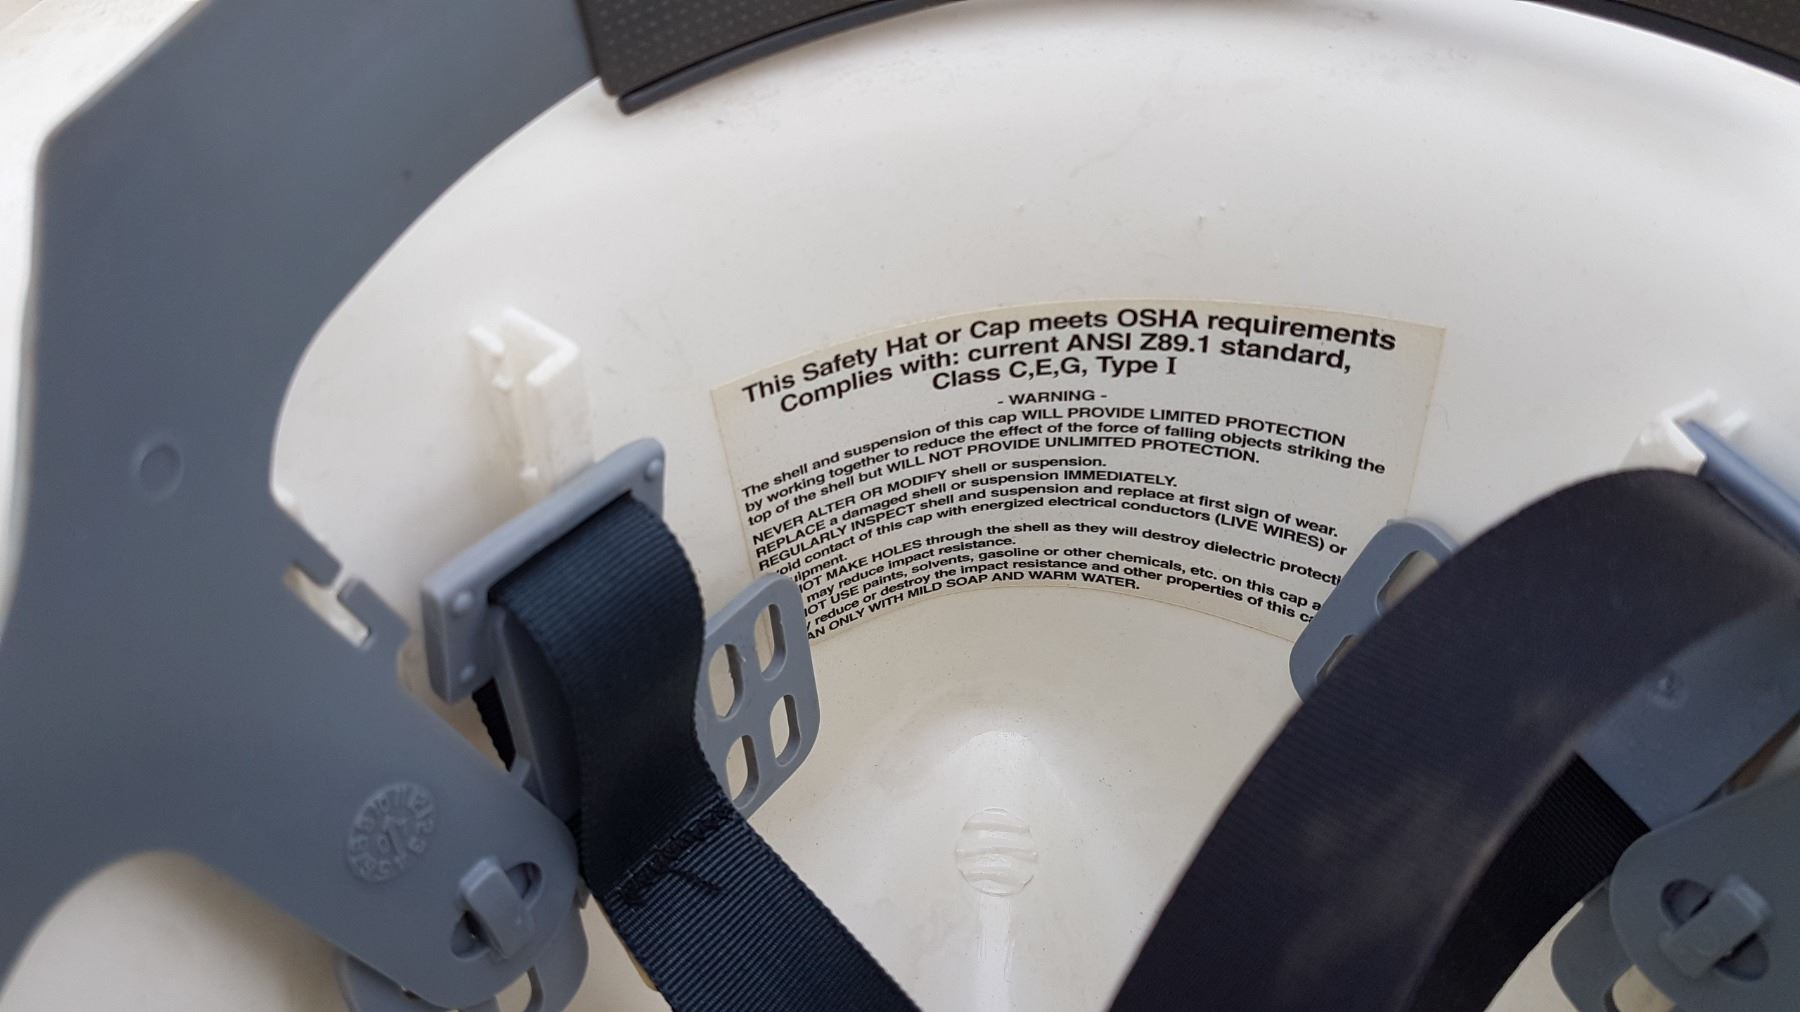 This Safety Hat or Cap meets OSHA requirements
Complies with: current ANSI Z89.1 standard,
Class C,E,G, Type I
- WARNING -
The shell and suspension of this cap WILL PROVIDE LIMITED PROTECTION
by working together to reduce the effect of the force of falling objects striking the
top of the shell but WILL NOT PROVIDE UNLIMITED PROTECTION.
NEVER ALTER OR MODIFY shell or suspension.
REPLACE a damaged shell or suspension IMMEDIATELY.
REGULARLY INSPECT shell and suspension and replace at first sign of wear.
void contact of this cap with energized electrical conductors (LIVE WIRES) or
uipment.
NOT MAKE HOLES through the shell as they will destroy dielectric protecti
may reduce impact resistance.
NOT USE paints, solvents, gasoline or other chemicals, etc. on this cap a
y reduce or destroy the impact resistance and other properties of this ca
AN ONLY WITH MILD SOAP AND WARM WATER.